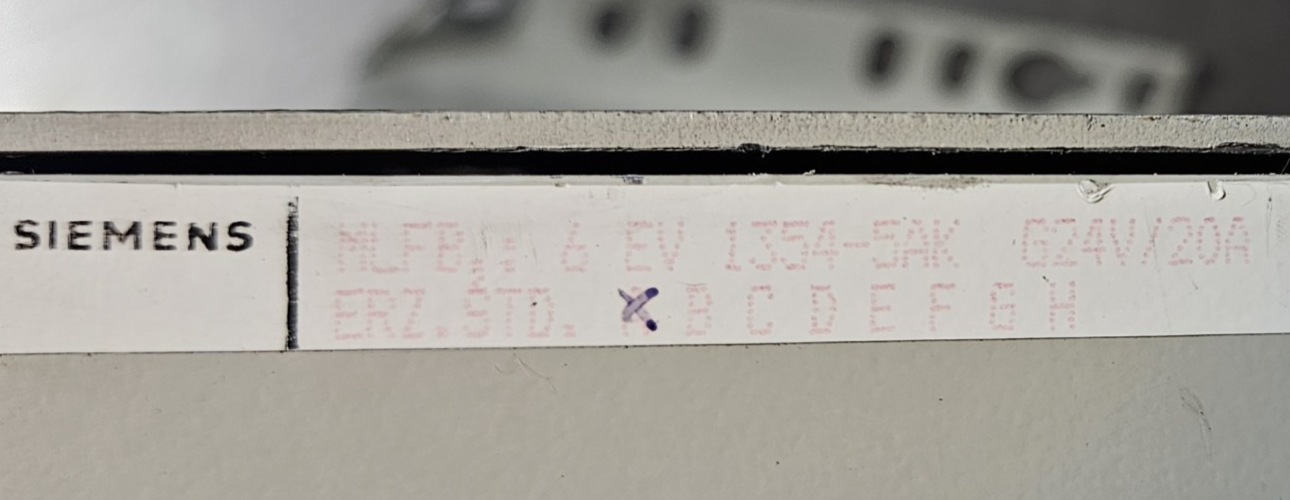 SIEMENS
MLFB.: 6 EV 1354-5AK G24V/20A
ERZ.STD. B C D E F G H